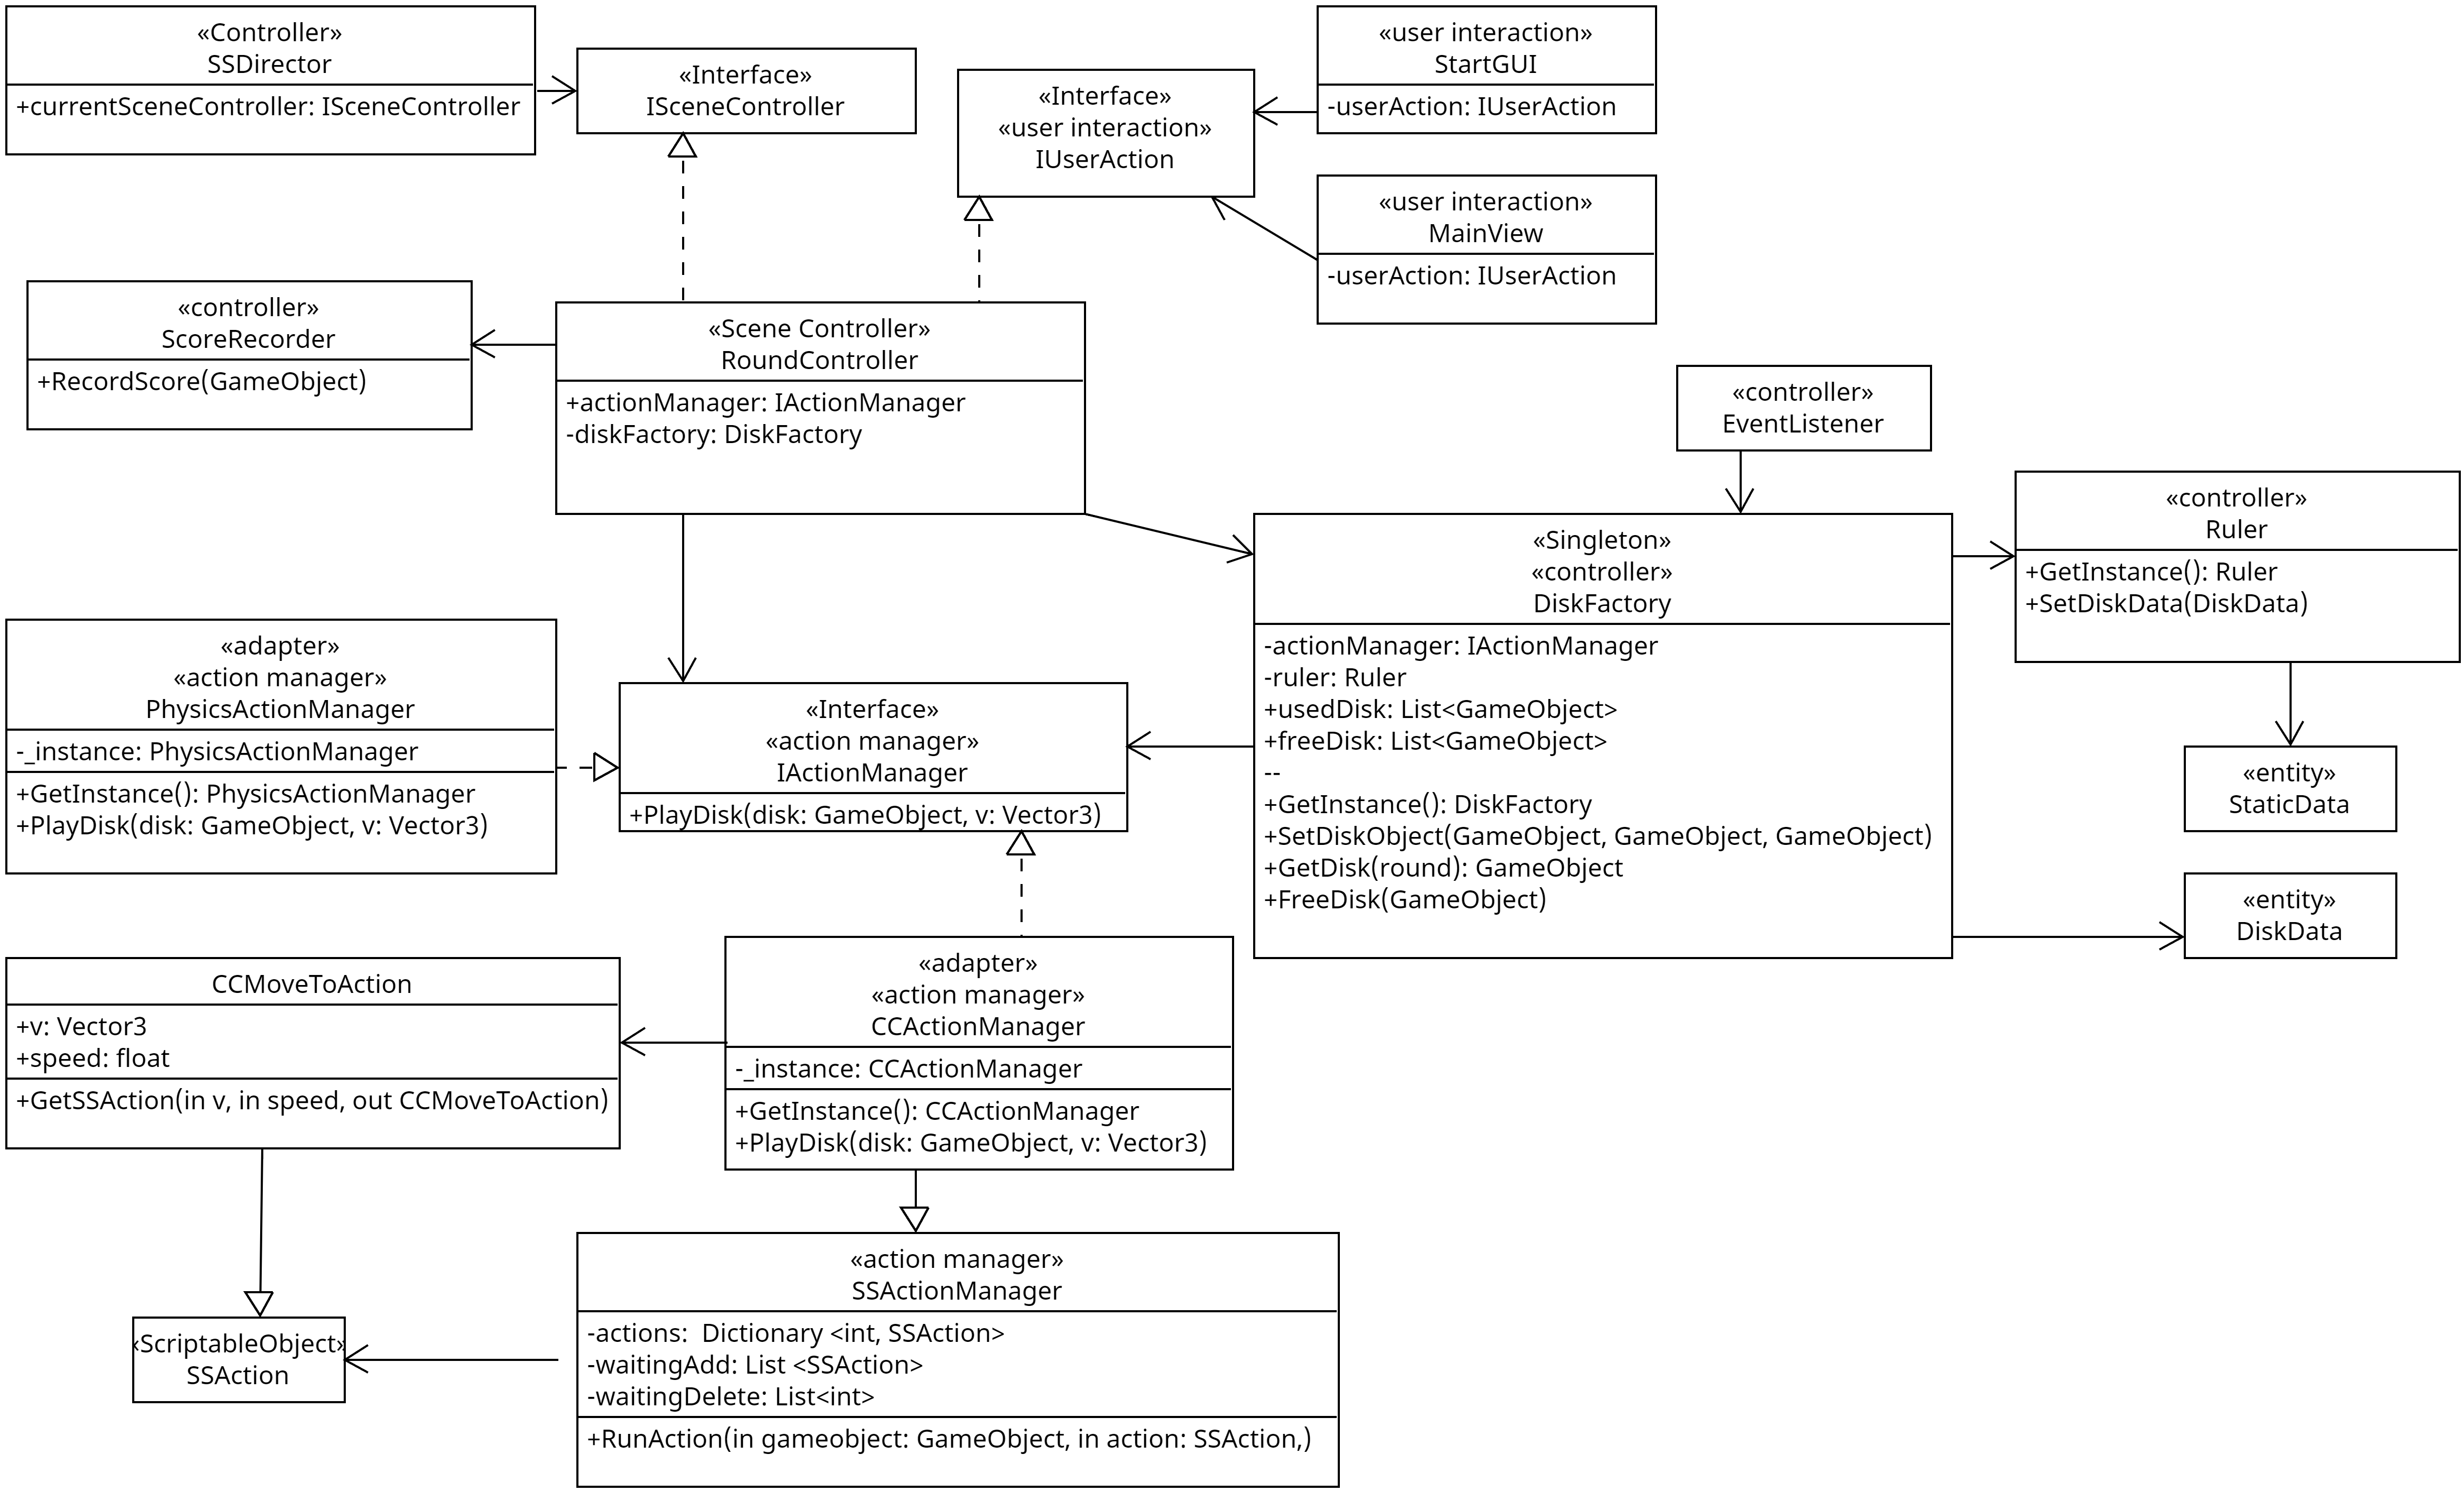 «Controller»
SSDirector
+currentSceneController: ISceneController
«Interface»
ISceneController
«Interface»
«user interaction»
IUserAction
«user interaction»
StartGUI
-userAction: IUserAction
«user interaction»
MainView
-userAction: IUserAction
«controller»
ScoreRecorder
+RecordScore(GameObject)
«Scene Controller»
RoundController
+actionManager: IActionManager
-diskFactory: DiskFactory
«controller»
EventListener
«controller»
Ruler
+GetInstance(): Ruler
+SetDiskData(DiskData)
«Singleton»
«controller»
DiskFactory
-actionManager: IActionManager
-ruler: Ruler
+usedDisk: List<GameObject>
+freeDisk: List<GameObject>
--
+GetInstance(): DiskFactory
+SetDiskObject(GameObject, GameObject, GameObject)
+GetDisk(round): GameObject
+FreeDisk(GameObject)
«adapter»
«action manager»
PhysicsActionManager
-_instance: PhysicsActionManager
+GetInstance(): PhysicsActionManager
+PlayDisk(disk: GameObject, v: Vector3)
«Interface»
«action manager»
IActionManager
+PlayDisk(disk: GameObject, v: Vector3)
«entity»
StaticData
«entity»
DiskData
CCMoveToAction
+v: Vector3
+speed: float
+GetSSAction(in v, in speed, out CCMoveToAction)
«adapter»
«action manager»
CCActionManager
-_instance: CCActionManager
+GetInstance(): CCActionManager
+PlayDisk(disk: GameObject, v: Vector3)
«action manager»
SSActionManager
-actions:  Dictionary <int, SSAction>
-waitingAdd: List <SSAction>
-waitingDelete: List<int>
+RunAction(in gameobject: GameObject, in action: SSAction,)
«ScriptableObject»
SSAction